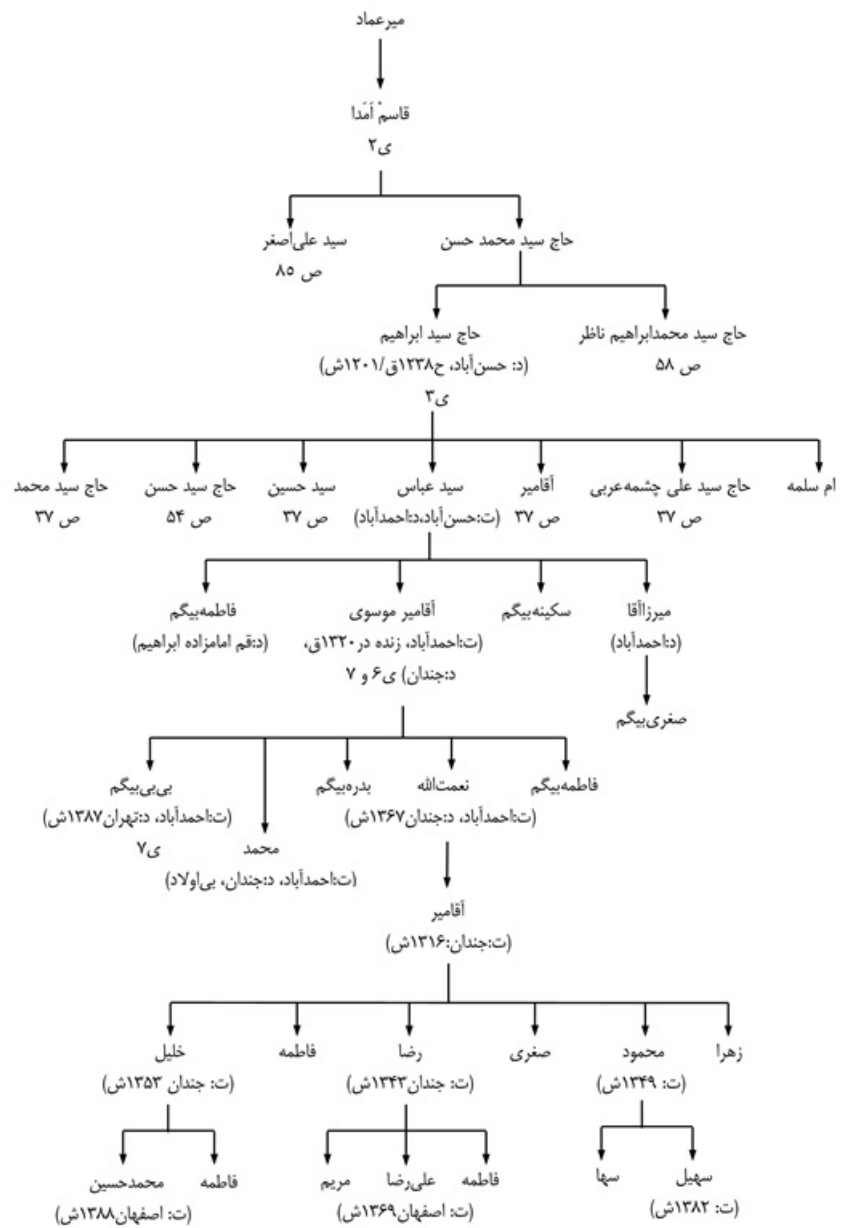 میرعماد
قاسمْ اَمَدا
ی۲
حاج سید محمد حسن
سید علی‌اصغر
ص ۸۵
حاج سید محمدابراهیم ناظر
ص ۵۸
حاج سید ابراهیم
(د: حسن‌آباد، ح۱۲۳۸ق/۱۲۰۱ش)
ی۳
ام سلمه
حاج سید علی چشمه‌عربی
ص ۳۷
آقامیر
ص ۳۷
سید عباس
(ت:حسن‌آباد،د:احمدآباد)
سید حسین
ص ۳۷
حاج سید حسن
ص ۵۴
حاج سید محمد
ص ۳۷
میرزاآقا
(د:احمدآباد)
سکینه‌بیگم
آقامیر موسوی
(ت:احمدآباد، زنده در۱۳۲۰ق،
د:جندان) ی۶ و ۷
فاطمه‌بیگم
(د:قم امامزاده ابراهیم)
صغری‌بیگم
فاطمه‌بیگم
نعمت‌الله
(ت:احمدآباد، د:جندان۱۳۶۷ش)
بدره‌بیگم
محمد
(ت:احمدآباد، د:جندان، بی‌اولاد)
بی‌بی‌بیگم
(ت:احمدآباد، د:تهران۱۳۸۷ش)
ی۷
آقامیر
(ت:جندان:۱۳۱۶ش)
زهرا
محمود
(ت: ۱۳۴۹ش)
صغری
رضا
(ت: جندان۱۳۴۳ش)
فاطمه
خلیل
(ت: جندان ۱۳۵۳ش)
سهیل
(ت: ۱۳۸۲ش)
سها
فاطمه
علی‌رضا
(ت: اصفهان۱۳۶۹ش)
مریم
فاطمه
محمدحسین
(ت: اصفهان۱۳۸۸ش)